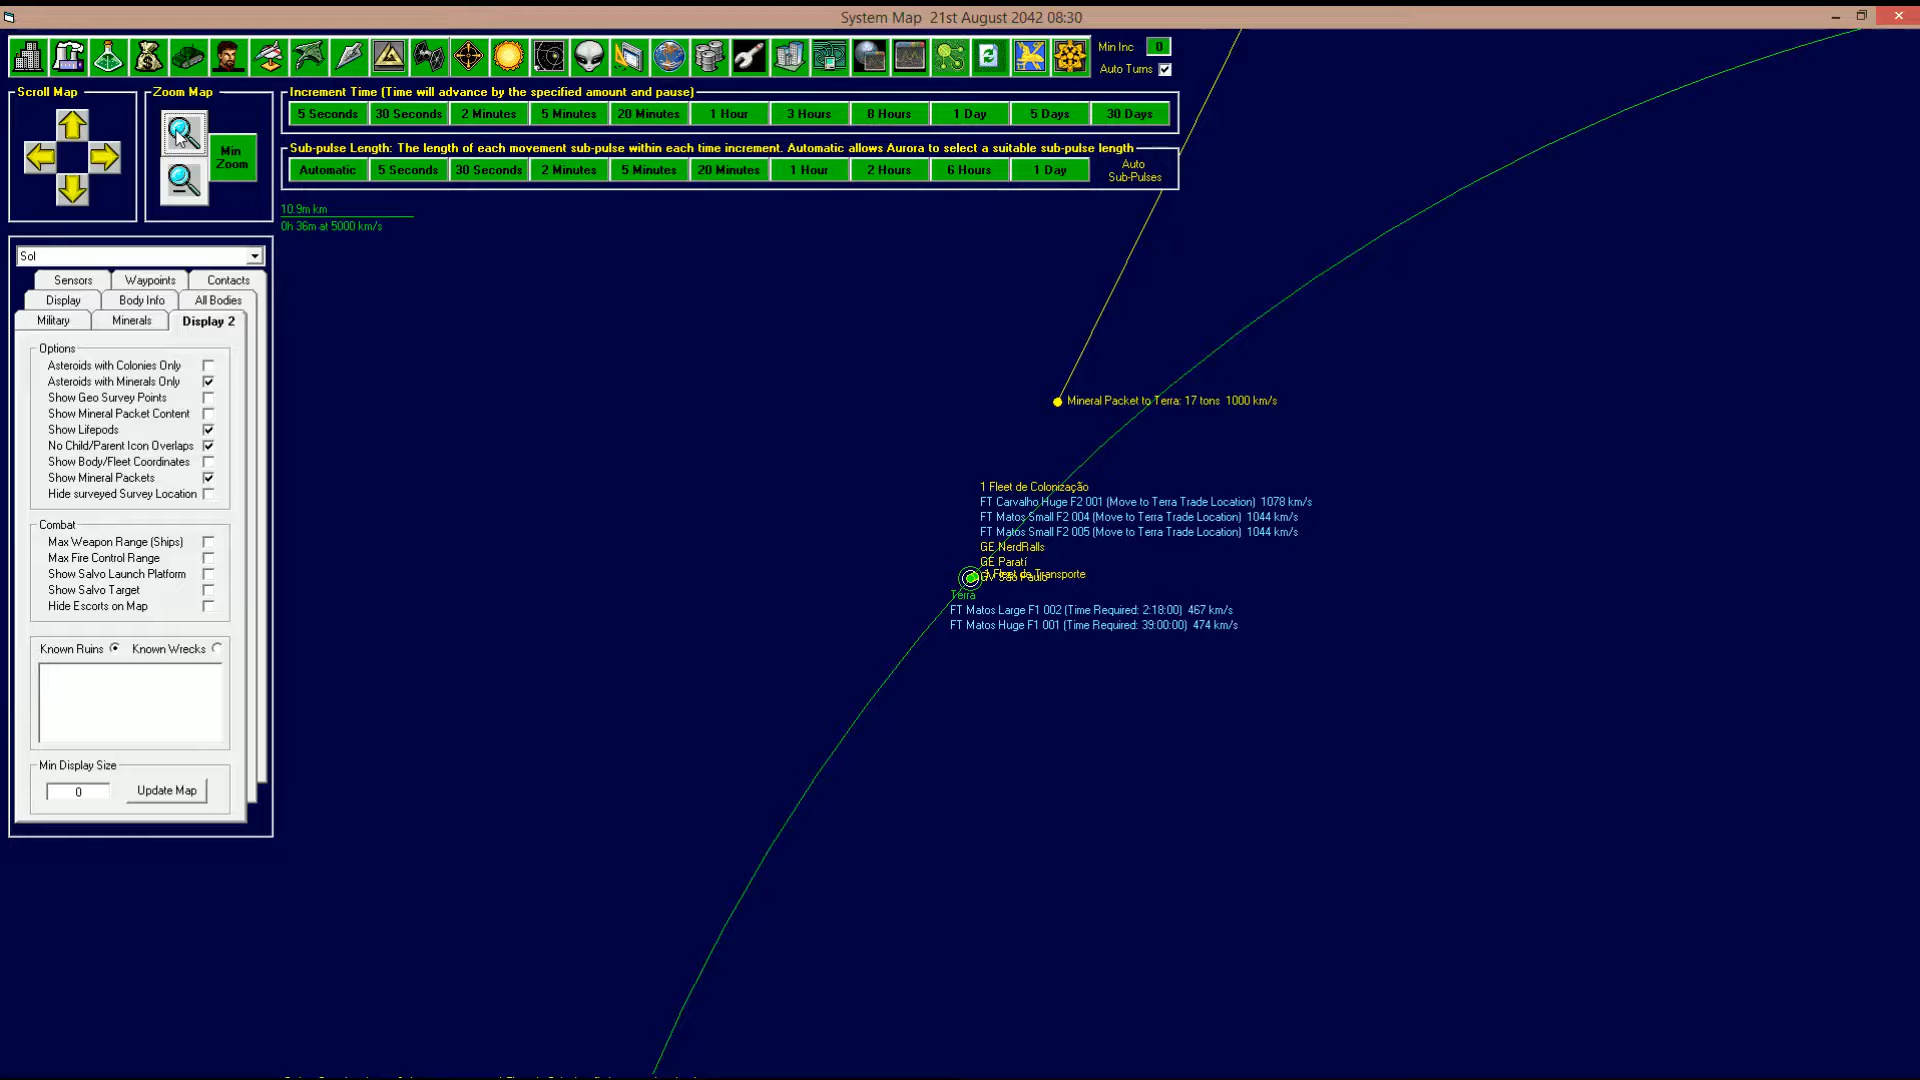 System Map 21st August 2042 08:30
Min Inc 0
Auto Turns
Scroll Map
Zoom Map
Min Zoom
Increment Time (Time will advance by the specified amount and pause)
5 Seconds 30 Seconds 2 Minutes 5 Minutes 20 Minutes 1 Hour 3 Hours 8 Hours 1 Day 5 Days 30 Days
Sub-pulse Length: The length of each movement sub-pulse within each time increment. Automatic allows Aurora to select a suitable sub-pulse length
Automatic 5 Seconds 30 Seconds 2 Minutes 5 Minutes 20 Minutes 1 Hour 2 Hours 6 Hours 1 Day
Auto Sub-Pulses
10.9m km
0h 36m at 5000 km/s
Sol
Sensors Waypoints Contacts
Display Body Info All Bodies
Military Minerals Display 2
Options
Asteroids with Colonies Only
Asteroids with Minerals Only
Show Geo Survey Points
Show Mineral Packet Content
Show Lifepods
No Child/Parent Icon Overlaps
Show Body/Fleet Coordinates
Show Mineral Packets
Hide surveyed Survey Location
Combat
Max Weapon Range (Ships)
Max Fire Control Range
Show Salvo Launch Platform
Show Salvo Target
Hide Escorts on Map
Known Ruins Known Wrecks
Min Display Size
0 Update Map
Mineral Packet to Terra: 17 tons 1000 km/s
1 Fleet de Colonização
FT Carvalho Huge F2 001 (Move to Terra Trade Location) 1078 km/s
FT Matos Small F2 004 (Move to Terra Trade Location) 1044 km/s
FT Matos Small F2 005 (Move to Terra Trade Location) 1044 km/s
GE NerdRalls
GE Parati
GV São Paulo
1 Fleet de Transporte
Terra
FT Matos Large F1 002 (Time Required: 2:18:00) 467 km/s
FT Matos Huge F1 001 (Time Required: 39:00:00) 474 km/s